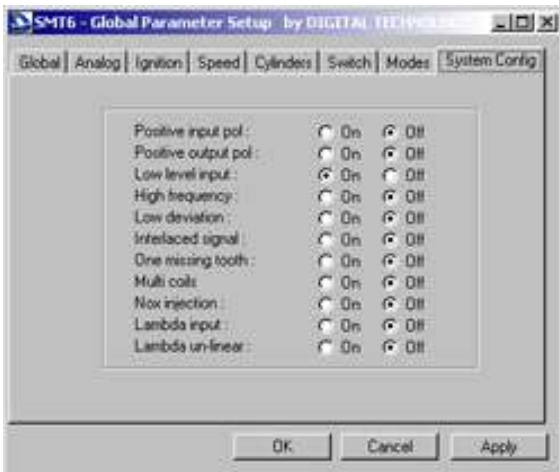 SMT6 - Global Parameter Setup by DIGITAL
Global Analog Ignition Speed Cylinders Switch Modes System Config
Positive input pol : On Off
Positive output pol : On Off
Low level input : On Off
High frequency : On Off
Low deviation : On Off
Interlaced signal : On Off
One missing tooth : On Off
Multi coils On Off
Nox injection : On Off
Lambda input : On Off
Lambda un-linear : On Off
OK Cancel Apply